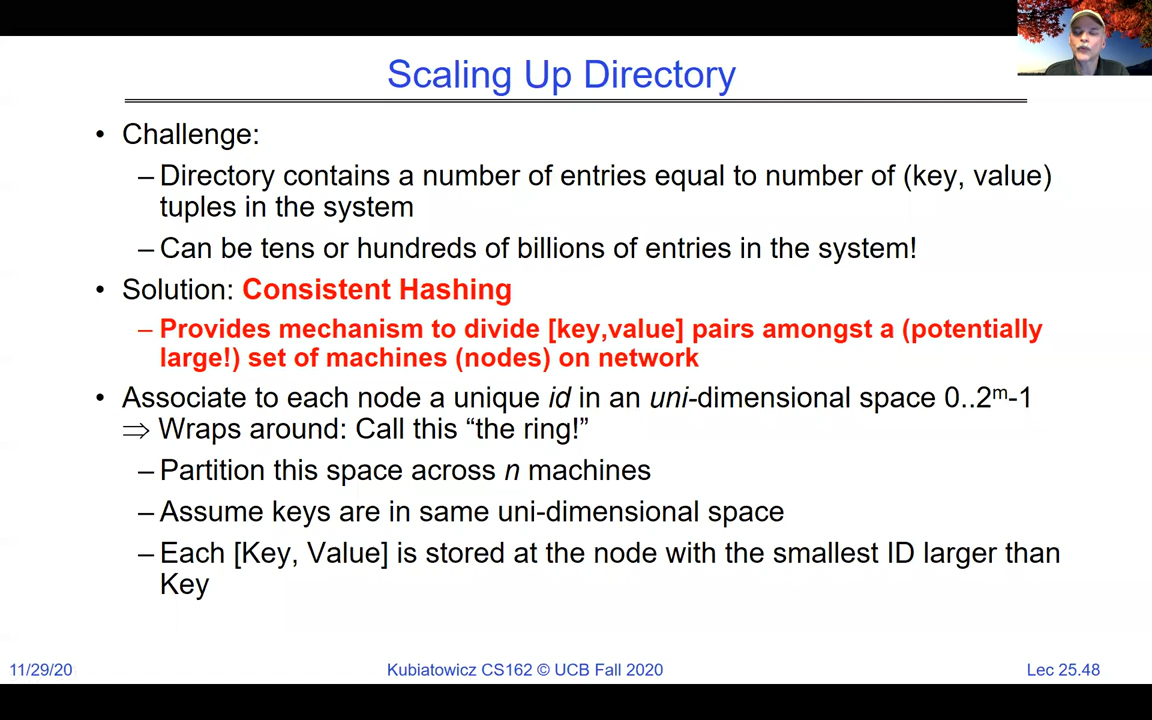 Scaling Up Directory
• Challenge:
– Directory contains a number of entries equal to number of (key, value)
tuples in the system
– Can be tens or hundreds of billions of entries in the system!
• Solution: Consistent Hashing
– Provides mechanism to divide [key,value] pairs amongst a (potentially
large!) set of machines (nodes) on network
• Associate to each node a unique id in an uni-dimensional space 0..2ᵐ-1
⇒ Wraps around: Call this “the ring!”
– Partition this space across n machines
– Assume keys are in same uni-dimensional space
– Each [Key, Value] is stored at the node with the smallest ID larger than
Key
11/29/20
Kubiatowicz CS162 © UCB Fall 2020
Lec 25.48